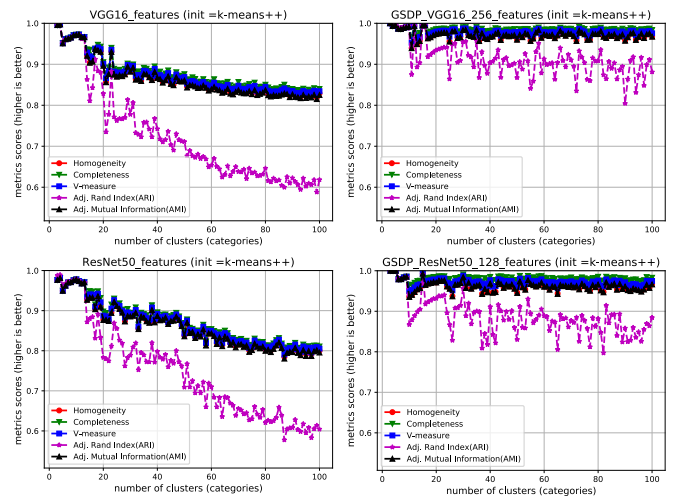 VGG16_features (init =k-means++)
metrics scores (higher is better)
1.0
0.9
0.8
0.7
0.6
Homogeneity
Completeness
V-measure
Adj. Rand Index(ARI)
Adj. Mutual Information(AMI)
0 20 40 60 80 100
number of clusters (categories)
GSDP_VGG16_256_features (init =k-means++)
metrics scores (higher is better)
1.0
0.9
0.8
0.7
0.6
Homogeneity
Completeness
V-measure
Adj. Rand Index(ARI)
Adj. Mutual Information(AMI)
0 20 40 60 80 100
number of clusters (categories)
ResNet50_features (init =k-means++)
metrics scores (higher is better)
1.0
0.9
0.8
0.7
0.6
Homogeneity
Completeness
V-measure
Adj. Rand Index(ARI)
Adj. Mutual Information(AMI)
0 20 40 60 80 100
number of clusters (categories)
GSDP_ResNet50_128_features (init =k-means++)
metrics scores (higher is better)
1.0
0.9
0.8
0.7
0.6
Homogeneity
Completeness
V-measure
Adj. Rand Index(ARI)
Adj. Mutual Information(AMI)
0 20 40 60 80 100
number of clusters (categories)